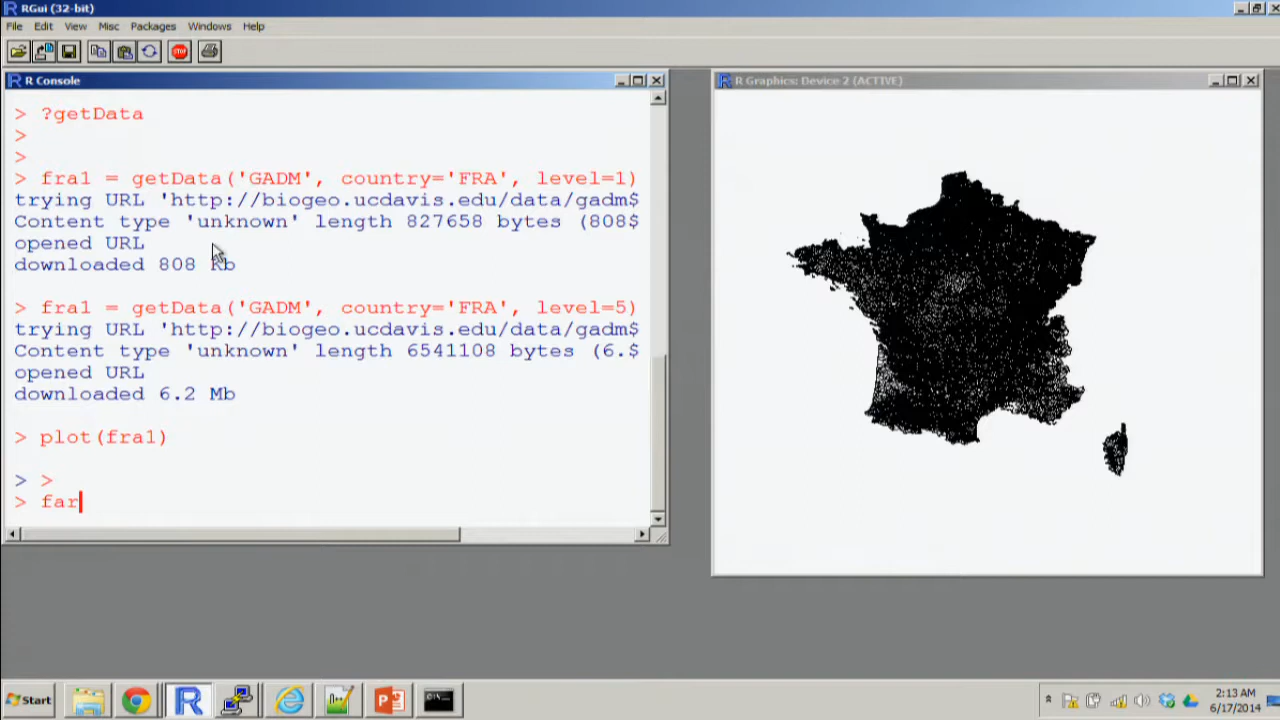 RGui (32-bit)
File Edit View Misc Packages Windows Help
STOP
R Console
> ?getData
>
>
> fra1 = getData('GADM', country='FRA', level=1)
trying URL 'http://biogeo.ucdavis.edu/data/gadm$
Content type 'unknown' length 827658 bytes (808$
opened URL
downloaded 808 Kb
> fra1 = getData('GADM', country='FRA', level=5)
trying URL 'http://biogeo.ucdavis.edu/data/gadm$
Content type 'unknown' length 6541108 bytes (6.$
opened URL
downloaded 6.2 Mb
> plot(fra1)
> >
> far
R Graphics: Device 2 (ACTIVE)
Start
2:13 AM
6/17/2014